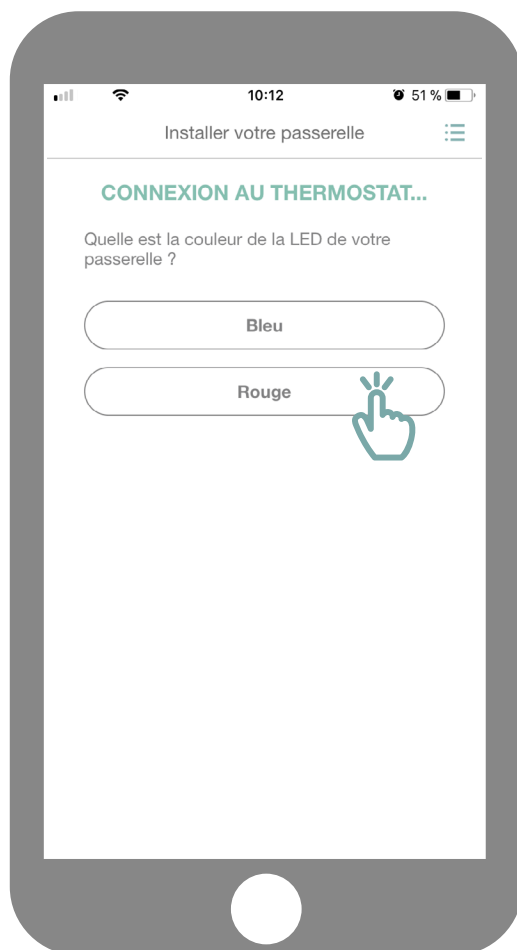 10:12
51 %
Installer votre passerelle
CONNEXION AU THERMOSTAT...
Quelle est la couleur de la LED de votre
passerelle ?
Bleu
Rouge